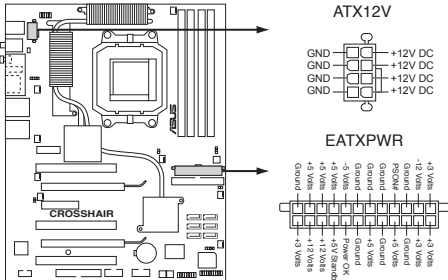 ATX12V
GND +12V DC
GND +12V DC
GND +12V DC
GND +12V DC
EATXPWR
Ground
+5 Volts
+5 Volts
+5 Volts
-5 Volts
Ground
Ground
Ground
PSON#
Ground
-12 Volts
+3 Volts
+3 Volts
+12 Volts
+12 Volts
+5V Standby
Power OK
Ground
+5 Volts
Ground
+5 Volts
Ground
+3 Volts
+3 Volts
/ISUS
CROSSHAIR